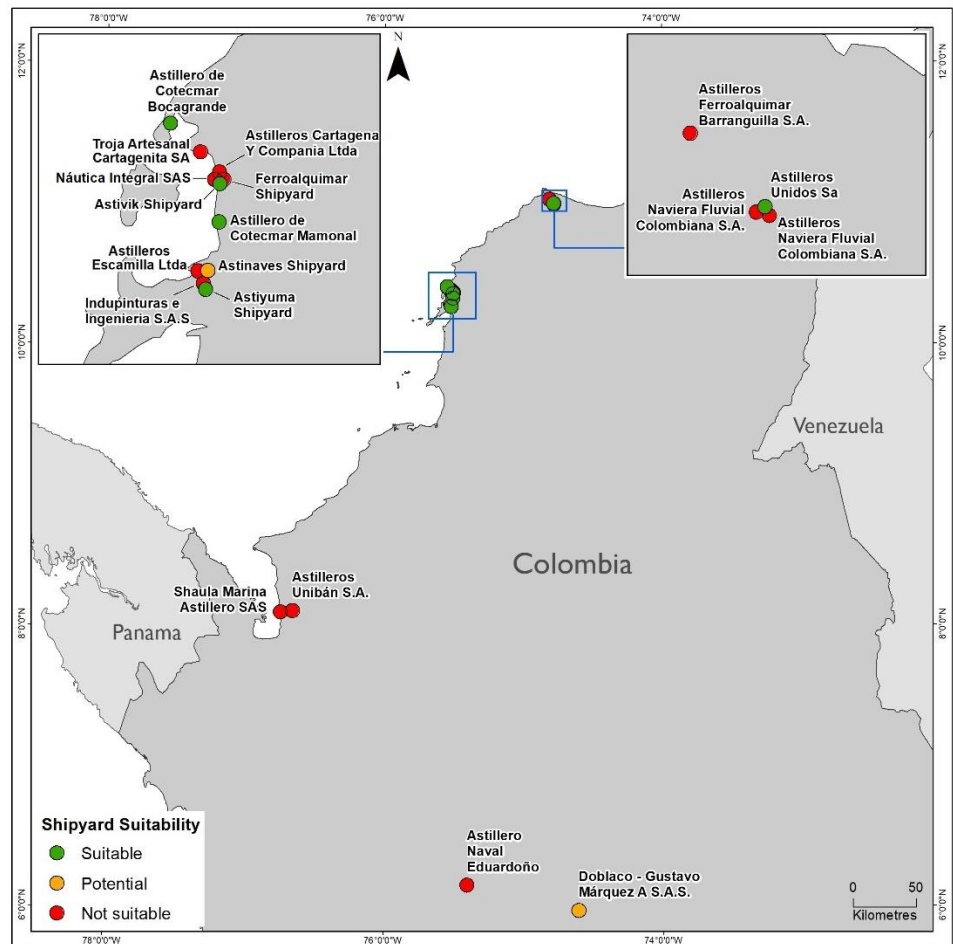 78°0'0"W
76°0'0"W
74°0'0"W
12°0'0"N
12°0'0"N
N
Astillero de
Cotecmar
Bocagrande
Troja Artesanal
Cartagenita SA
Astilleros Cartagena
Y Compania Ltda
Náutica Integral SAS
Ferroalquimar
Shipyard
Astivik Shipyard
Astillero de
Cotecmar Mamonal
Astilleros
Escamilla Ltda
Astinaves Shipyard
Indupinturas e
Ingenieria S.A.S
Astiyuma
Shipyard
Astilleros
Ferroalquimar
Barranguilla S.A.
Astilleros
Unidos Sa
Astilleros
Naviera Fluvial
Colombiana S.A.
Astilleros
Naviera Fluvial
Colombiana S.A.
10°0'0"N
10°0'0"N
Venezuela
Colombia
Shaula Marina
Astillero SAS
Astilleros
Unibán S.A.
Panama
8°0'0"N
8°0'0"N
Astillero
Naval
Eduardoño
Doblaco - Gustavo
Márquez A S.A.S.
Shipyard Suitability
Suitable
Potential
Not suitable
0 50
Kilometres
6°0'0"N
6°0'0"N
78°0'0"W
76°0'0"W
74°0'0"W